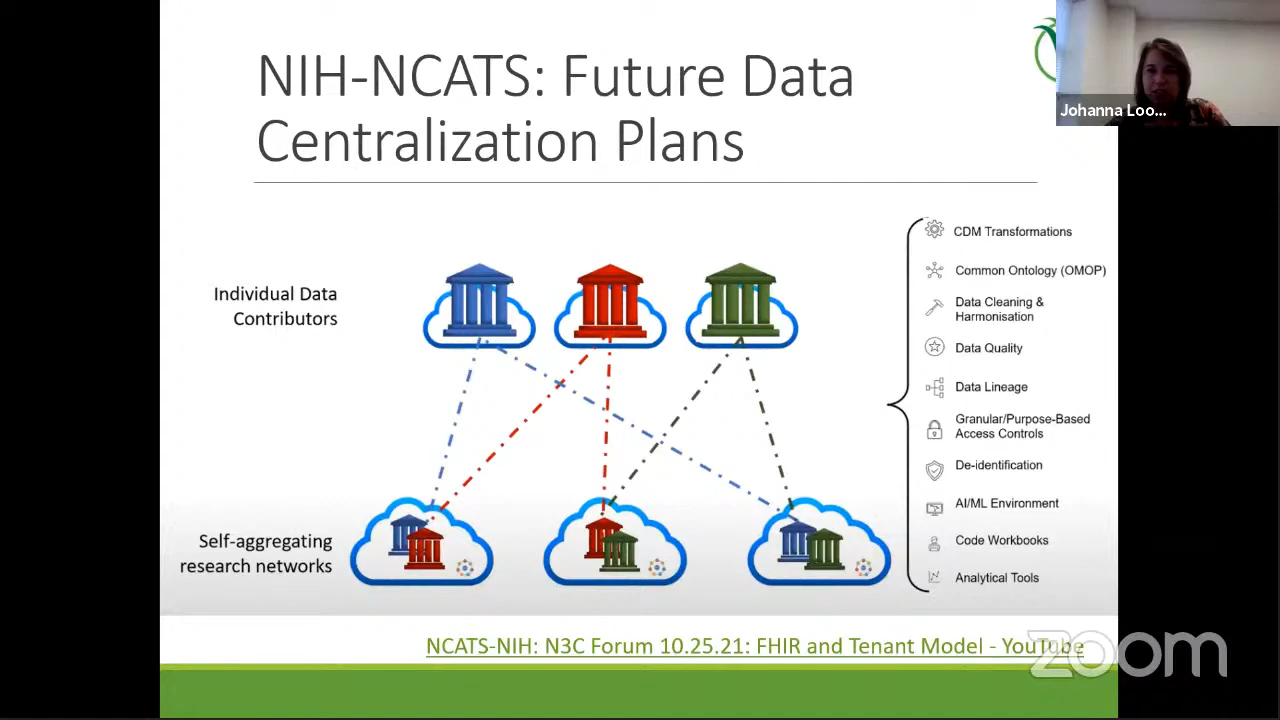 NIH-NCATS: Future Data
Centralization Plans
Johanna Loo...
Individual Data
Contributors
CDM Transformations
Common Ontology (OMOP)
Data Cleaning &
Harmonisation
Data Quality
Data Lineage
Granular/Purpose-Based
Access Controls
De-identification
AI/ML Environment
Code Workbooks
Analytical Tools
Self-aggregating
research networks
NCATS-NIH: N3C Forum 10.25.21: FHIR and Tenant Model - YouTube
zoom